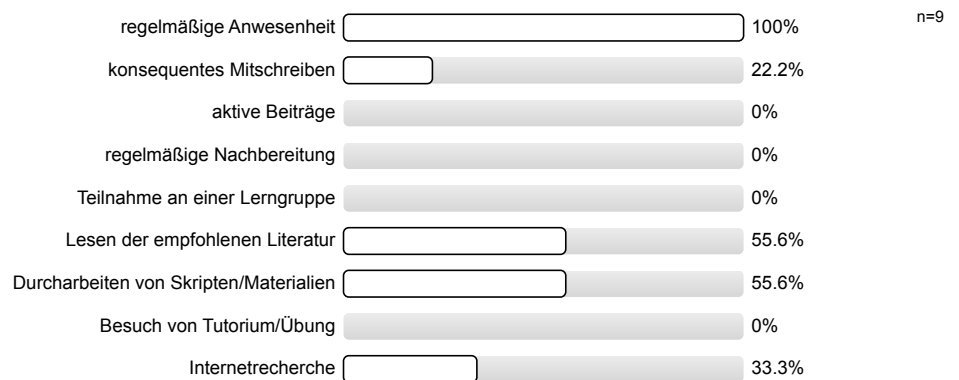 n=9
regelmäßige Anwesenheit 100%
konsequentes Mitschreiben 22.2%
aktive Beiträge 0%
regelmäßige Nachbereitung 0%
Teilnahme an einer Lerngruppe 0%
Lesen der empfohlenen Literatur 55.6%
Durcharbeiten von Skripten/Materialien 55.6%
Besuch von Tutorium/Übung 0%
Internetrecherche 33.3%